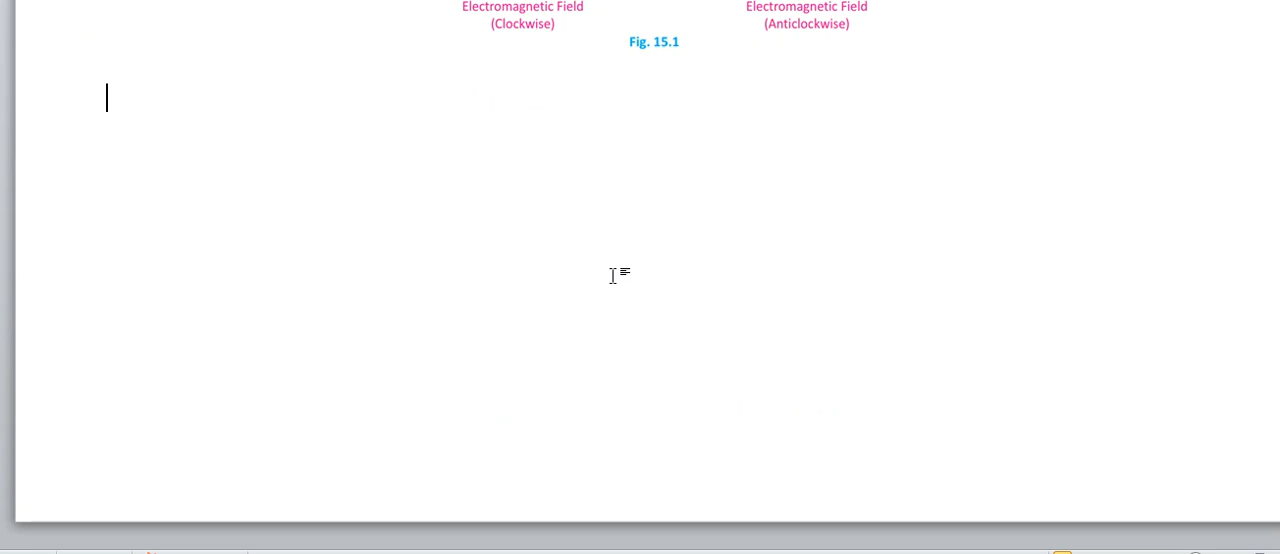 Electromagnetic Field Electromagnetic Field
(Clockwise) (Anticlockwise)
Fig. 15.1